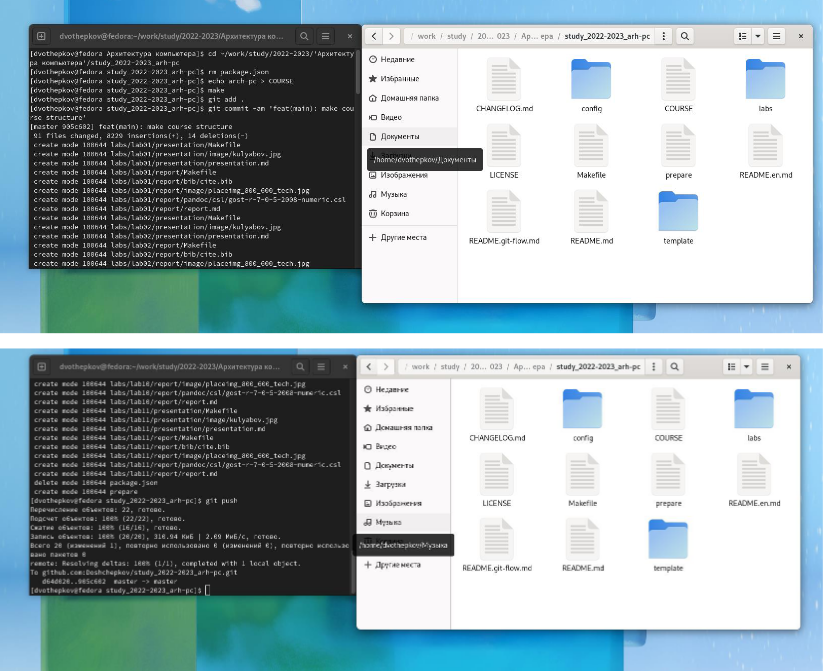 dvothepkov@fedora:~/work/study/2022-2023/Архитектура ко...
[dvothepkov@fedora Архитектура компьютера]$ cd ~/work/study/2022-2023/'Архитекту
ра компьютера'/study_2022-2023_arh-pc
[dvothepkov@fedora study_2022-2023_arh-pc]$ rm package.json
[dvothepkov@fedora study_2022-2023_arh-pc]$ echo arch-pc > COURSE
[dvothepkov@fedora study_2022-2023_arh-pc]$ make
[dvothepkov@fedora study_2022-2023_arh-pc]$ git add .
[dvothepkov@fedora study_2022-2023_arh-pc]$ git commit -am 'feat(main): make cou
rse structure'
[master 905c602] feat(main): make course structure
91 files changed, 8229 insertions(+), 14 deletions(-)
create mode 100644 labs/lab01/presentation/Makefile
create mode 100644 labs/lab01/presentation/image/kulyabov.jpg
create mode 100644 labs/lab01/presentation/presentation.md
create mode 100644 labs/lab01/report/Makefile
create mode 100644 labs/lab01/report/bib/cite.bib
create mode 100644 labs/lab01/report/image/placeimg_800_600_tech.jpg
create mode 100644 labs/lab01/report/pandoc/csl/gost-r-7-0-5-2008-numeric.csl
create mode 100644 labs/lab01/report/report.md
create mode 100644 labs/lab02/presentation/Makefile
create mode 100644 labs/lab02/presentation/image/kulyabov.jpg
create mode 100644 labs/lab02/presentation/presentation.md
create mode 100644 labs/lab02/report/Makefile
create mode 100644 labs/lab02/report/bib/cite.bib
create mode 100644 labs/lab02/report/image/placeimg_800_600_tech.jpg
/ work / study / 20... 023 / Ар... ера / study_2022-2023_arh-pc
Недавние
Избранные
Домашняя папка
Видео
Документы
/home/dvothepkov/Документы
Изображения
Музыка
Корзина
Другие места
CHANGELOG.md
config
COURSE
labs
LICENSE
Makefile
prepare
README.en.md
README.git-flow.md
README.md
template
dvothepkov@fedora:~/work/study/2022-2023/Архитектура ко...
create mode 100644 labs/lab10/report/image/placeimg_800_600_tech.jpg
create mode 100644 labs/lab10/report/pandoc/csl/gost-r-7-0-5-2008-numeric.csl
create mode 100644 labs/lab10/report/report.md
create mode 100644 labs/lab11/presentation/Makefile
create mode 100644 labs/lab11/presentation/image/kulyabov.jpg
create mode 100644 labs/lab11/presentation/presentation.md
create mode 100644 labs/lab11/report/Makefile
create mode 100644 labs/lab11/report/bib/cite.bib
create mode 100644 labs/lab11/report/image/placeimg_800_600_tech.jpg
create mode 100644 labs/lab11/report/pandoc/csl/gost-r-7-0-5-2008-numeric.csl
create mode 100644 labs/lab11/report/report.md
delete mode 100644 package.json
create mode 100644 prepare
[dvothepkov@fedora study_2022-2023_arh-pc]$ git push
Перечисление объектов: 22, готово.
Подсчет объектов: 100% (22/22), готово.
Сжатие объектов: 100% (16/16), готово.
Запись объектов: 100% (20/20), 310.94 КиБ | 2.09 МиБ/с, готово.
Всего 20 (изменений 1), повторно использовано 0 (изменений 0), повторно использо
вано пакетов 0
remote: Resolving deltas: 100% (1/1), completed with 1 local object.
To github.com:Doshchepkov/study_2022-2023_arh-pc.git
d64d020..905c602 master -> master
[dvothepkov@fedora study_2022-2023_arh-pc]$
/ work / study / 20... 023 / Ар... ера / study_2022-2023_arh-pc
Недавние
Избранные
Домашняя папка
Видео
Документы
Загрузки
Изображения
Музыка
/home/dvothepkov/Музыка
Другие места
CHANGELOG.md
config
COURSE
labs
LICENSE
Makefile
prepare
README.en.md
README.git-flow.md
README.md
template